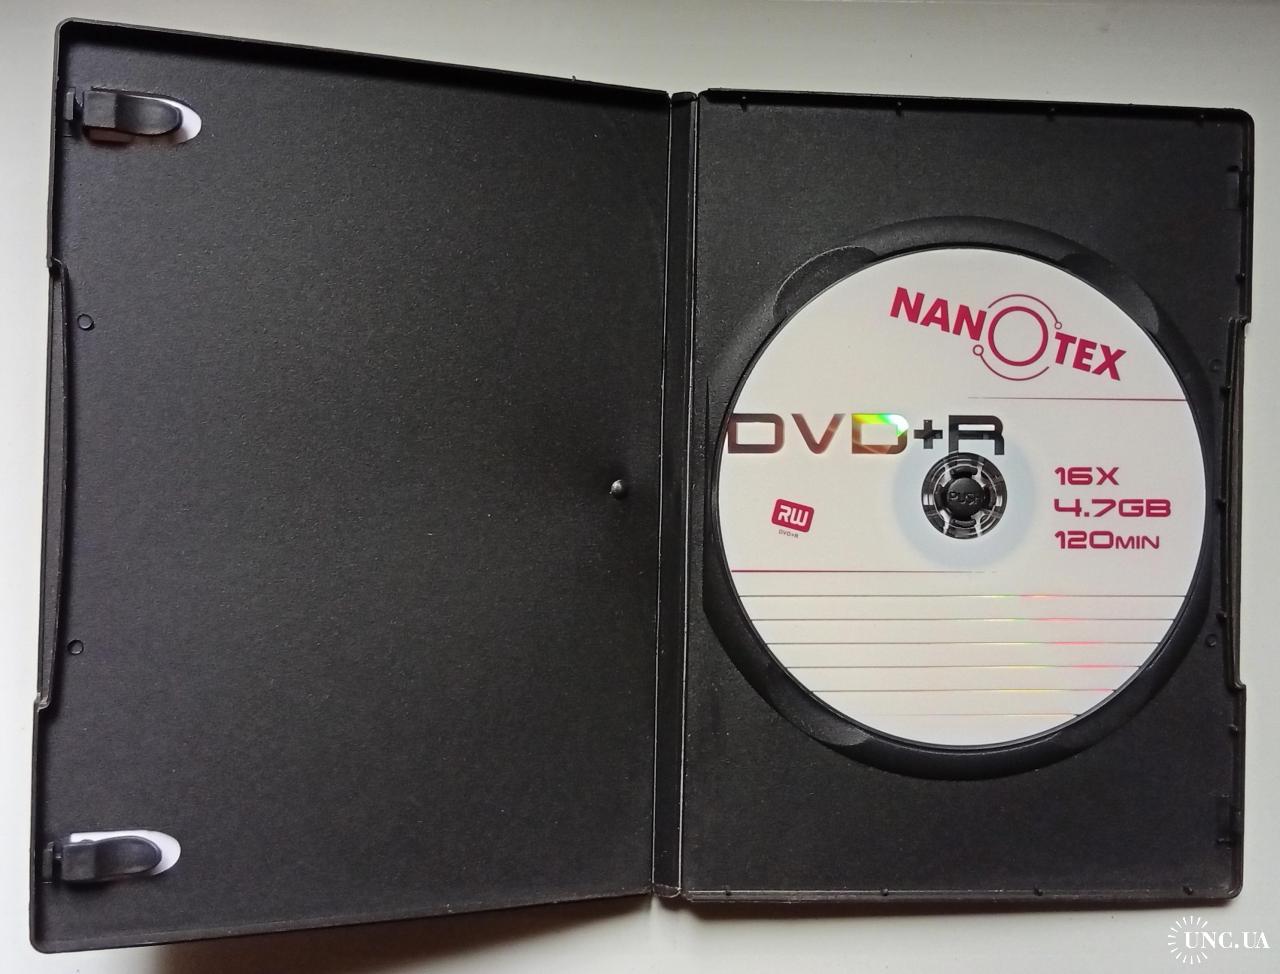 NANOTEX
DVD+R
16X
4.7GB
120MIN
PUSH
RW
DVD+R
UNC.UA